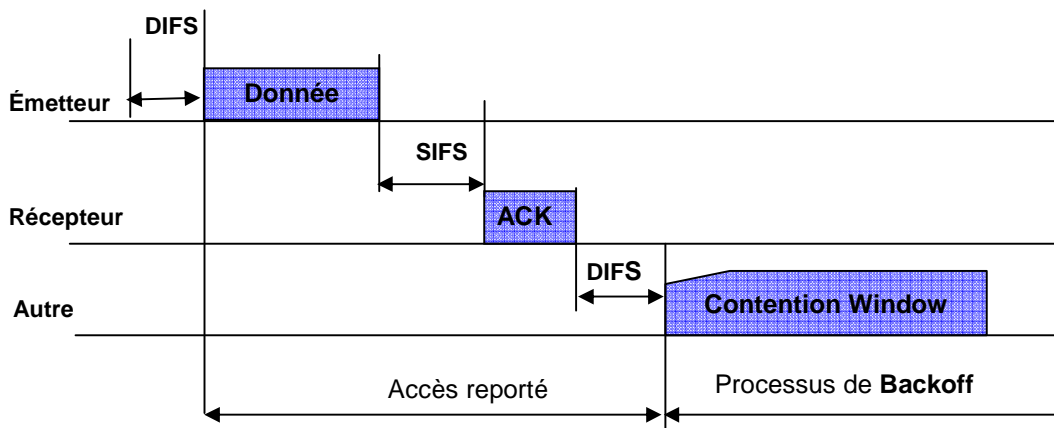 DIFS
Émetteur
Donnée
SIFS
Récepteur
ACK
DIFS
Autre
Contention Window
Accès reporté
Processus de Backoff